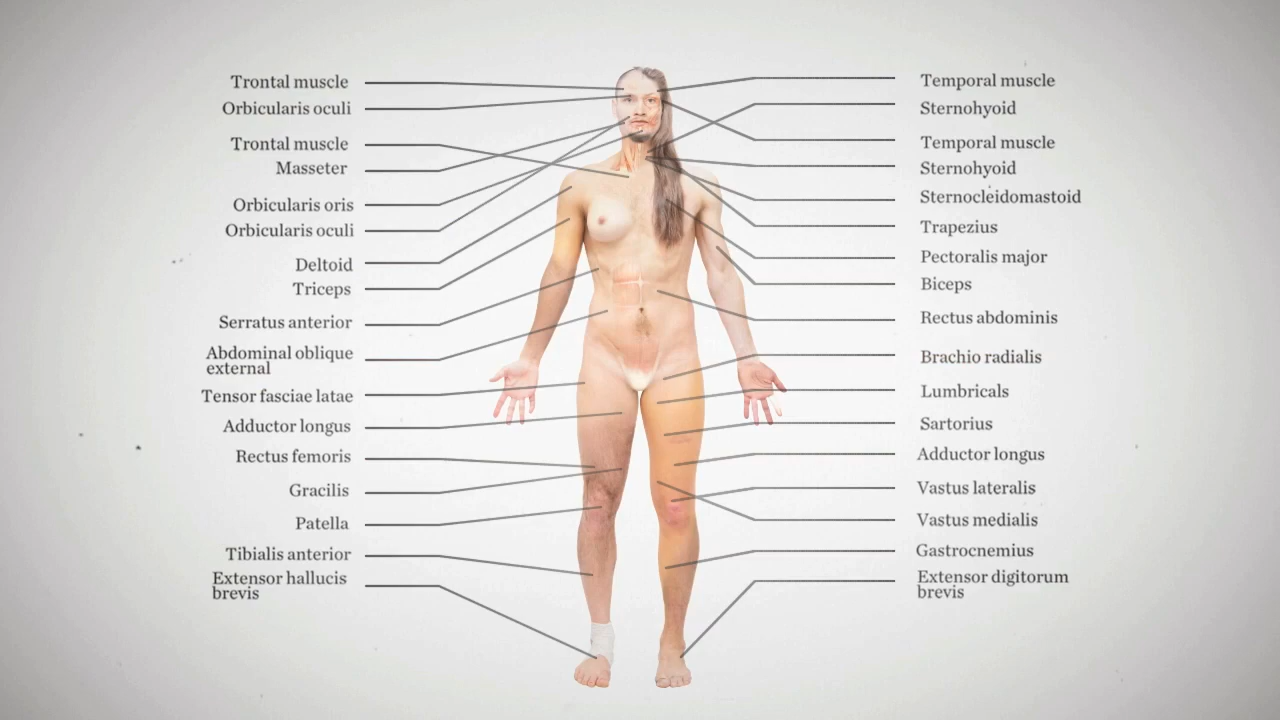 Trontal muscle
Orbicularis oculi
Trontal muscle
Masseter
Orbicularis oris
Orbicularis oculi
Deltoid
Triceps
Serratus anterior
Abdominal oblique
external
Tensor fasciae latae
Adductor longus
Rectus femoris
Gracilis
Patella
Tibialis anterior
Extensor hallucis
brevis
Temporal muscle
Sternohyoid
Temporal muscle
Sternohyoid
Sternocleidomastoid
Trapezius
Pectoralis major
Biceps
Rectus abdominis
Brachio radialis
Lumbricals
Sartorius
Adductor longus
Vastus lateralis
Vastus medialis
Gastrocnemius
Extensor digitorum
brevis